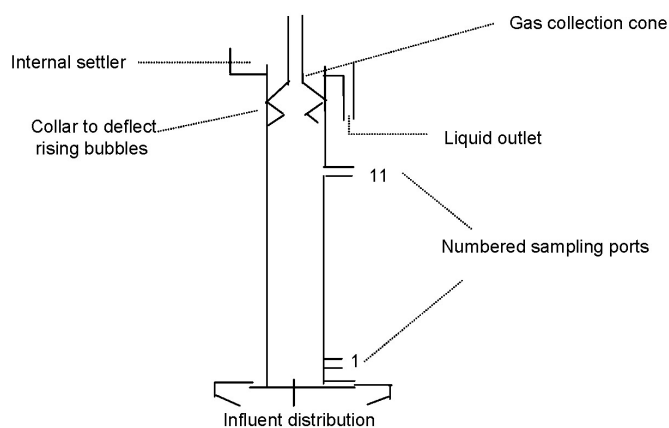 Gas collection cone
Internal settler
Collar to deflect
rising bubbles
Liquid outlet
11
Numbered sampling ports
1
Influent distribution